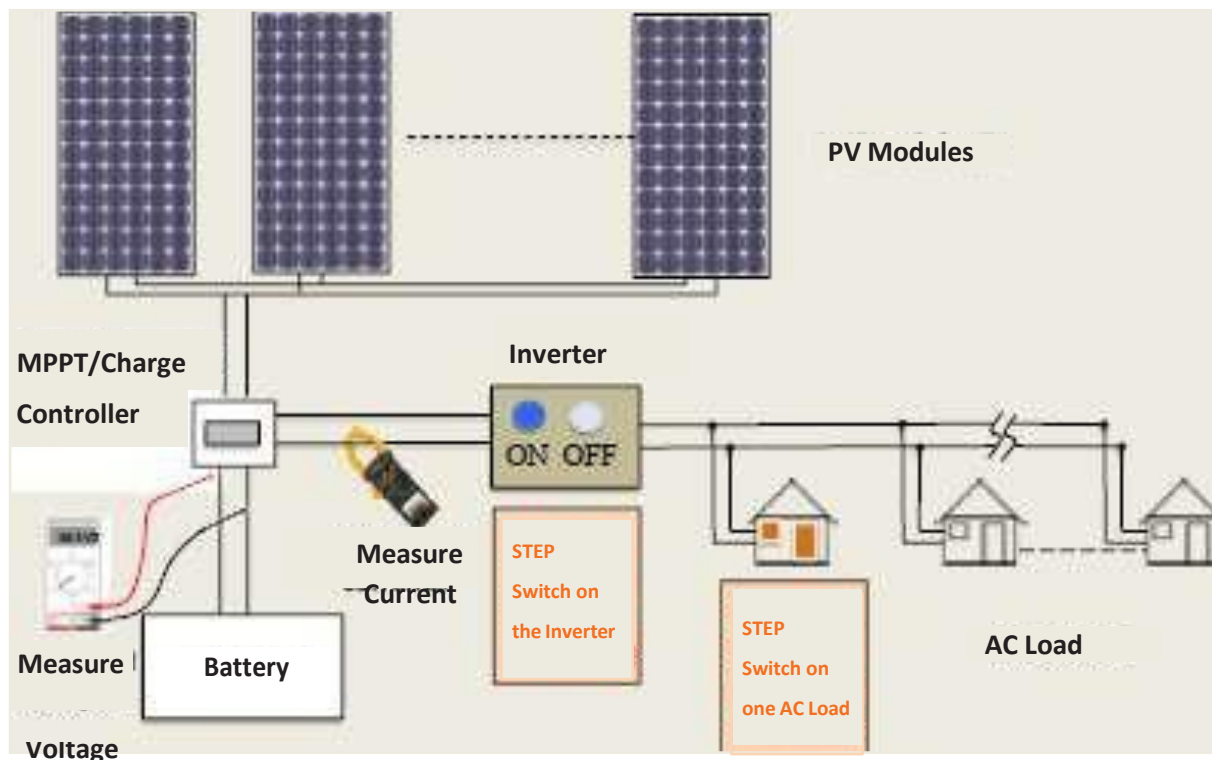 PV Modules
MPPT/Charge
Controller
Inverter
ON OFF
Measure
Current
STEP
Switch on
the Inverter
STEP
Switch on
one AC Load
AC Load
Measure
Voltage
Battery